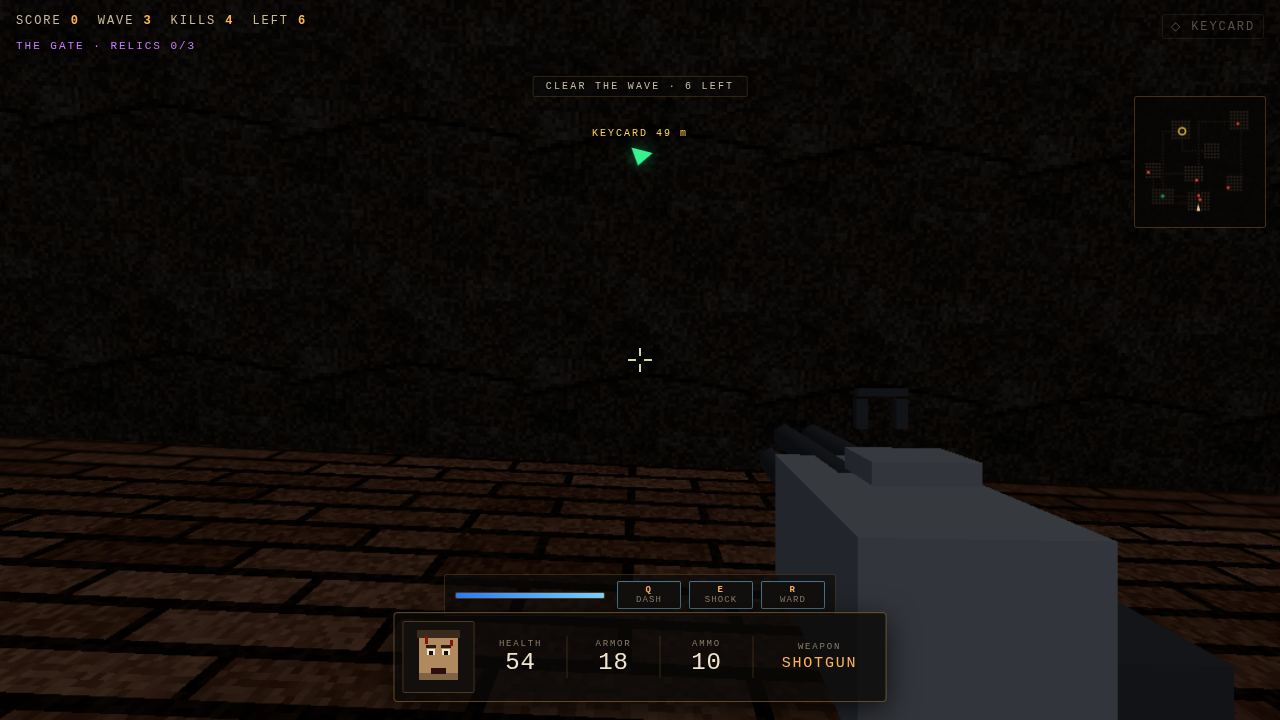 SCORE 0 WAVE 3 KILLS 4 LEFT 6
◇ KEYCARD
THE GATE · RELICS 0/3
CLEAR THE WAVE · 6 LEFT
KEYCARD 49 m
Q E R
DASH SHOCK WARD
HEALTH ARMOR AMMO WEAPON
54 18 10 SHOTGUN